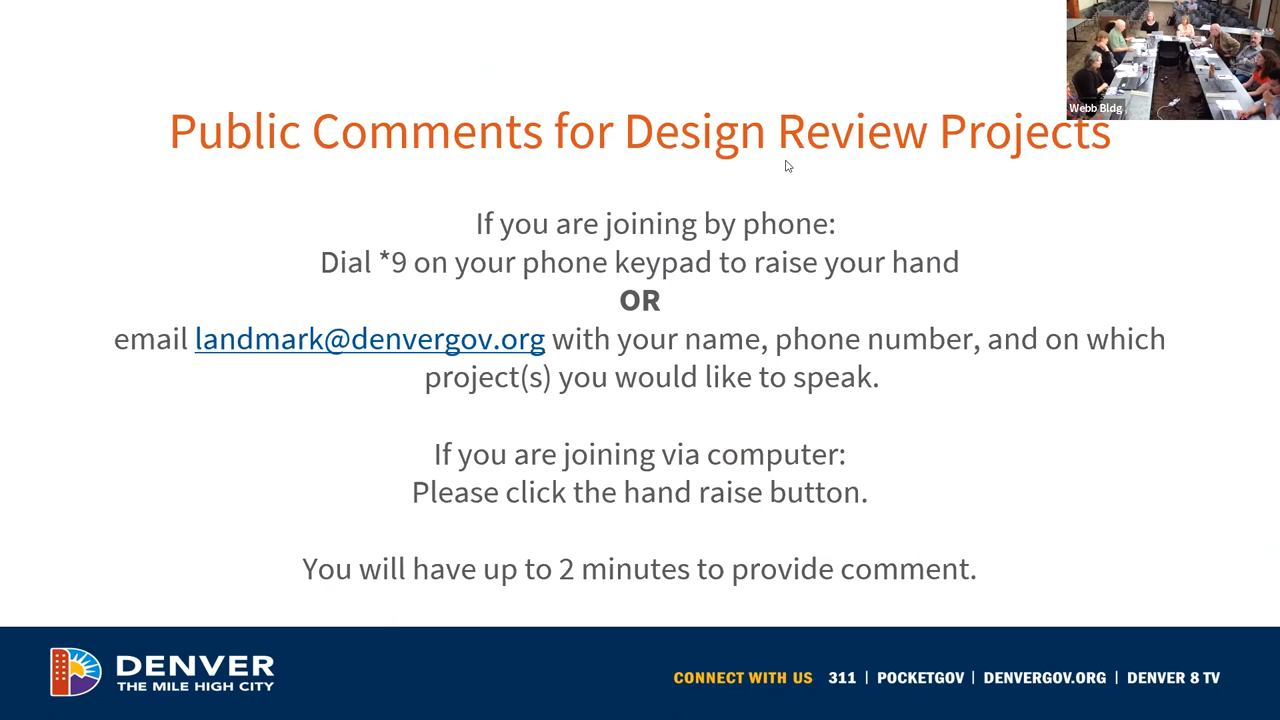 Webb Bldg
Public Comments for Design Review Projects
If you are joining by phone:
Dial *9 on your phone keypad to raise your hand
OR
email landmark@denvergov.org with your name, phone number, and on which
project(s) you would like to speak.
If you are joining via computer:
Please click the hand raise button.
You will have up to 2 minutes to provide comment.
DENVER
THE MILE HIGH CITY
CONNECT WITH US 311 | POCKETGOV | DENVERGOV.ORG | DENVER 8 TV